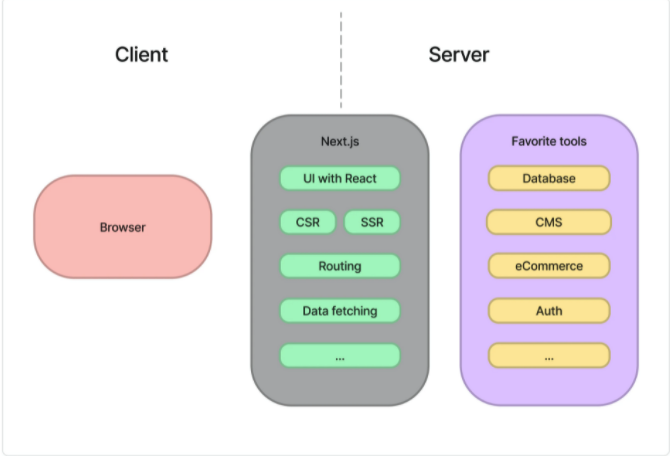 Client
Server
Browser
Next.js
UI with React
CSR
SSR
Routing
Data fetching
...
Favorite tools
Database
CMS
eCommerce
Auth
...